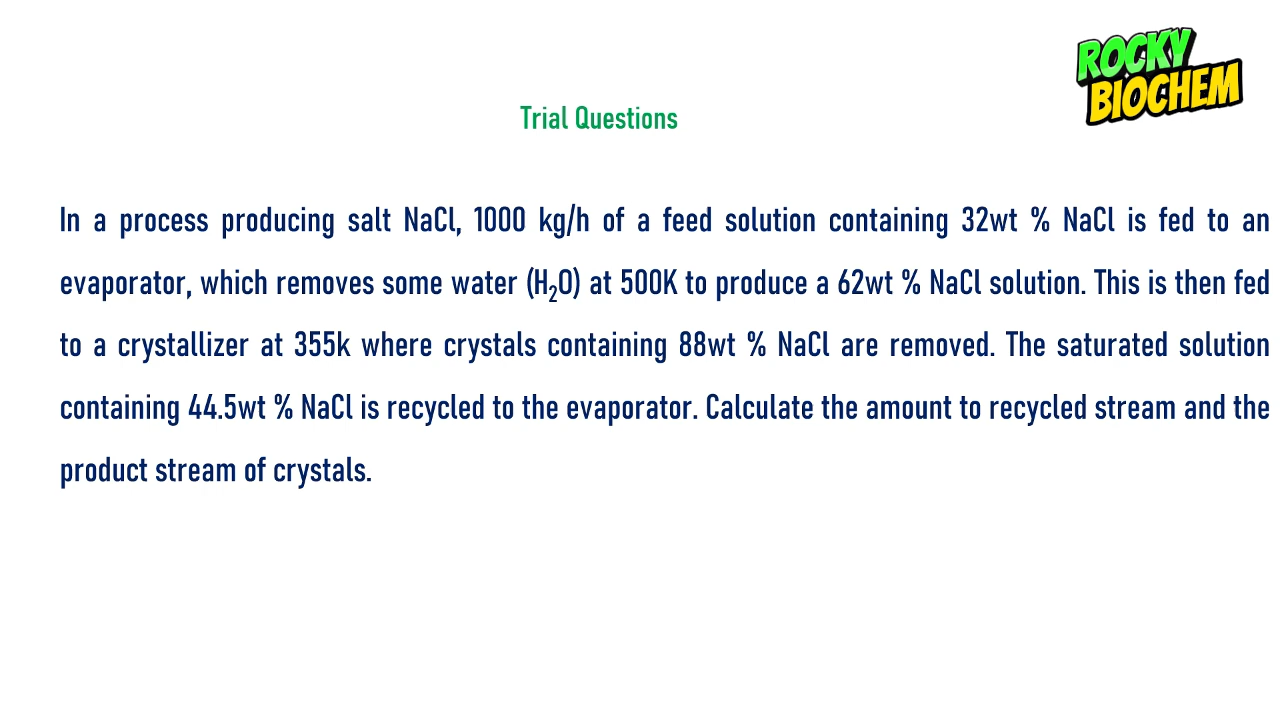 ROCKY
BIOCHEM
Trial Questions
In a process producing salt NaCl, 1000 kg/h of a feed solution containing 32wt % NaCl is fed to an
evaporator, which removes some water (H₂O) at 500K to produce a 62wt % NaCl solution. This is then fed
to a crystallizer at 355k where crystals containing 88wt % NaCl are removed. The saturated solution
containing 44.5wt % NaCl is recycled to the evaporator. Calculate the amount to recycled stream and the
product stream of crystals.